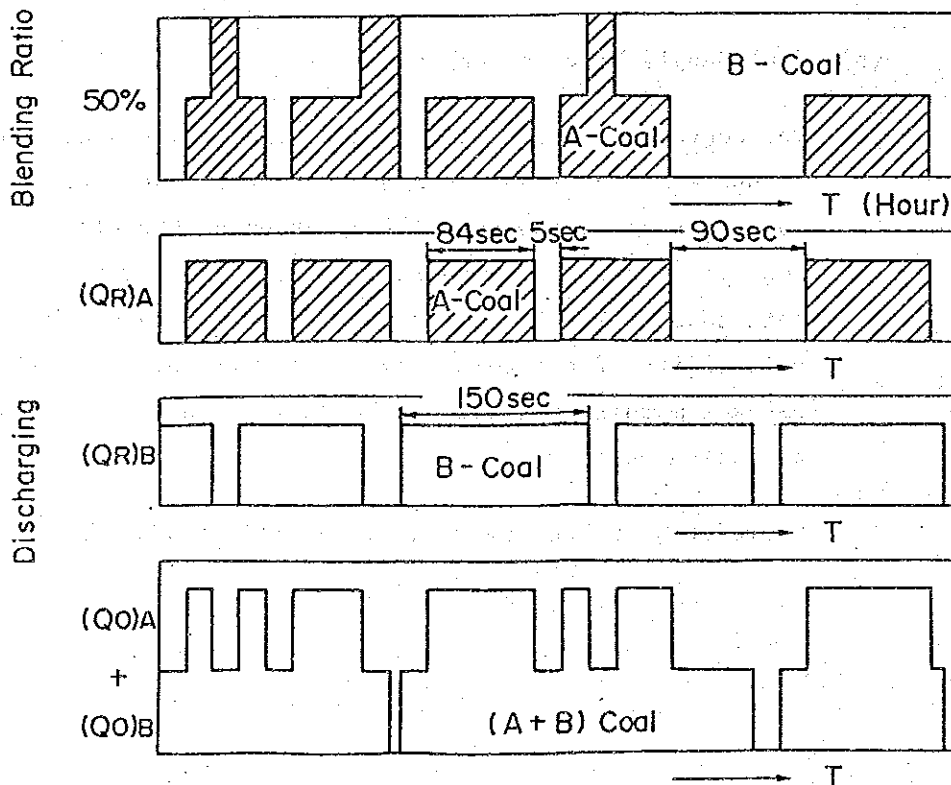 Blending Ratio
50%
B - Coal
A-Coal
T (Hour)
84sec 5sec
90sec
(QR)A
A-Coal
T
Discharging
150sec
(QR)B
B - Coal
T
(QO)A
+
(QO)B
(A + B) Coal
T